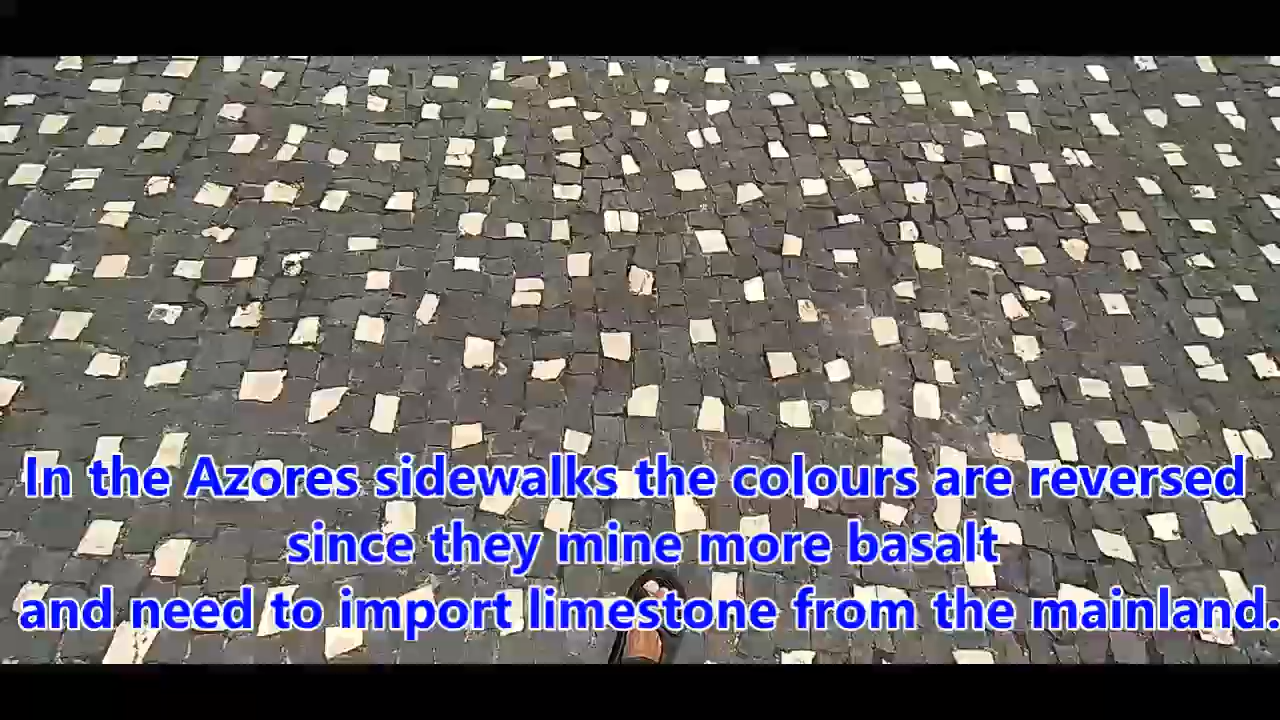 In the Azores sidewalks the colours are reversed
since they mine more basalt
and need to import limestone from the mainland.